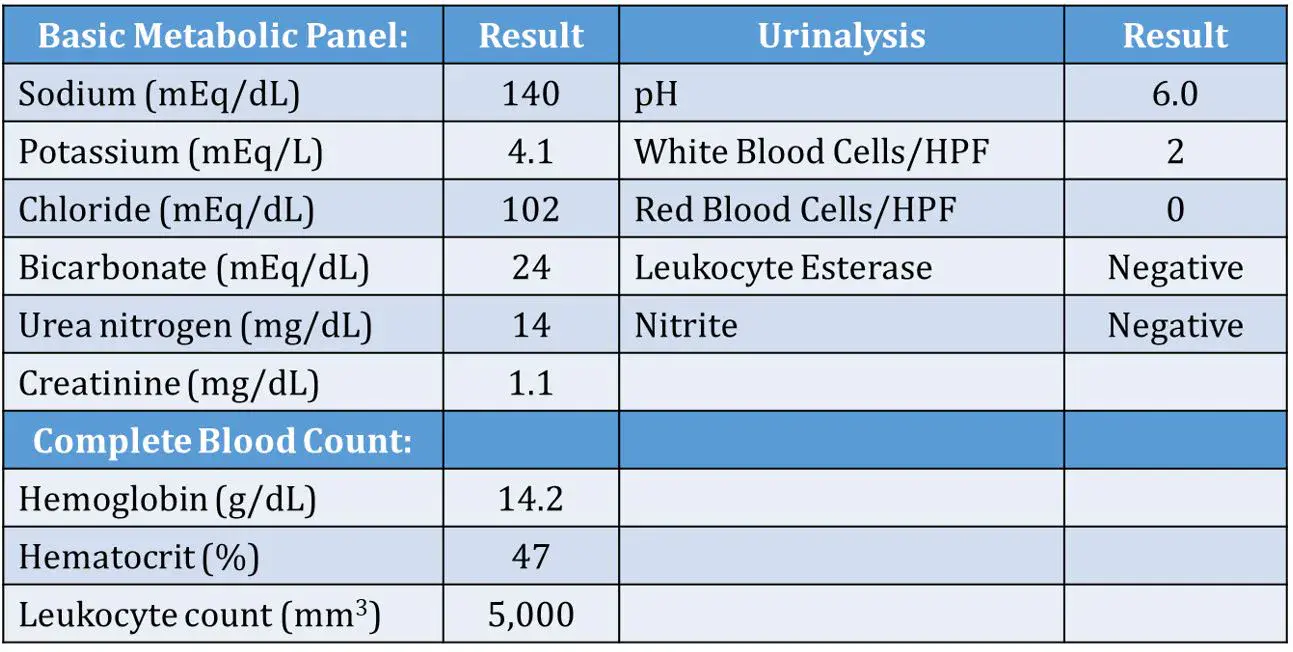 Basic Metabolic Panel: Result Urinalysis Result
Sodium (mEq/dL) 140 pH 6.0
Potassium (mEq/L) 4.1 White Blood Cells/HPF 2
Chloride (mEq/dL) 102 Red Blood Cells/HPF 0
Bicarbonate (mEq/dL) 24 Leukocyte Esterase Negative
Urea nitrogen (mg/dL) 14 Nitrite Negative
Creatinine (mg/dL) 1.1
Complete Blood Count:
Hemoglobin (g/dL) 14.2
Hematocrit (%) 47
Leukocyte count (mm³) 5,000